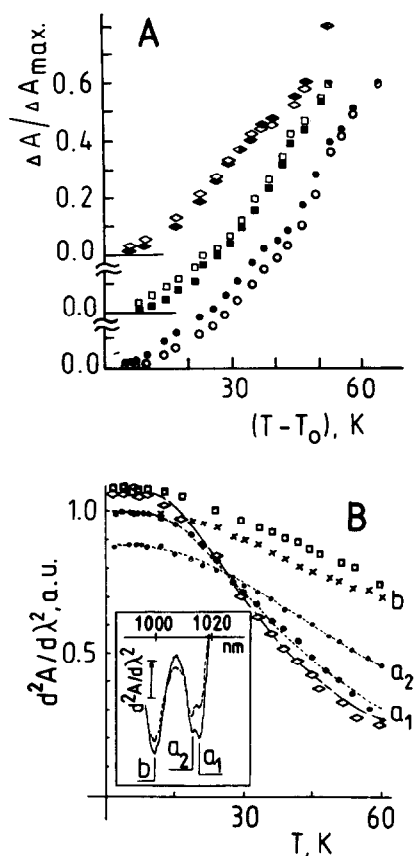 A
ΔA/ΔA max.
0.6
0.4
0.2
0.0
0.0
0.0
30
60
(T-T₀), K
B
d²A/dλ², a.u.
1.0
0.5
b
a₂
a₁
1000
1020
nm
d²A/dλ²
a₂
b
a₁
30
60
T, K